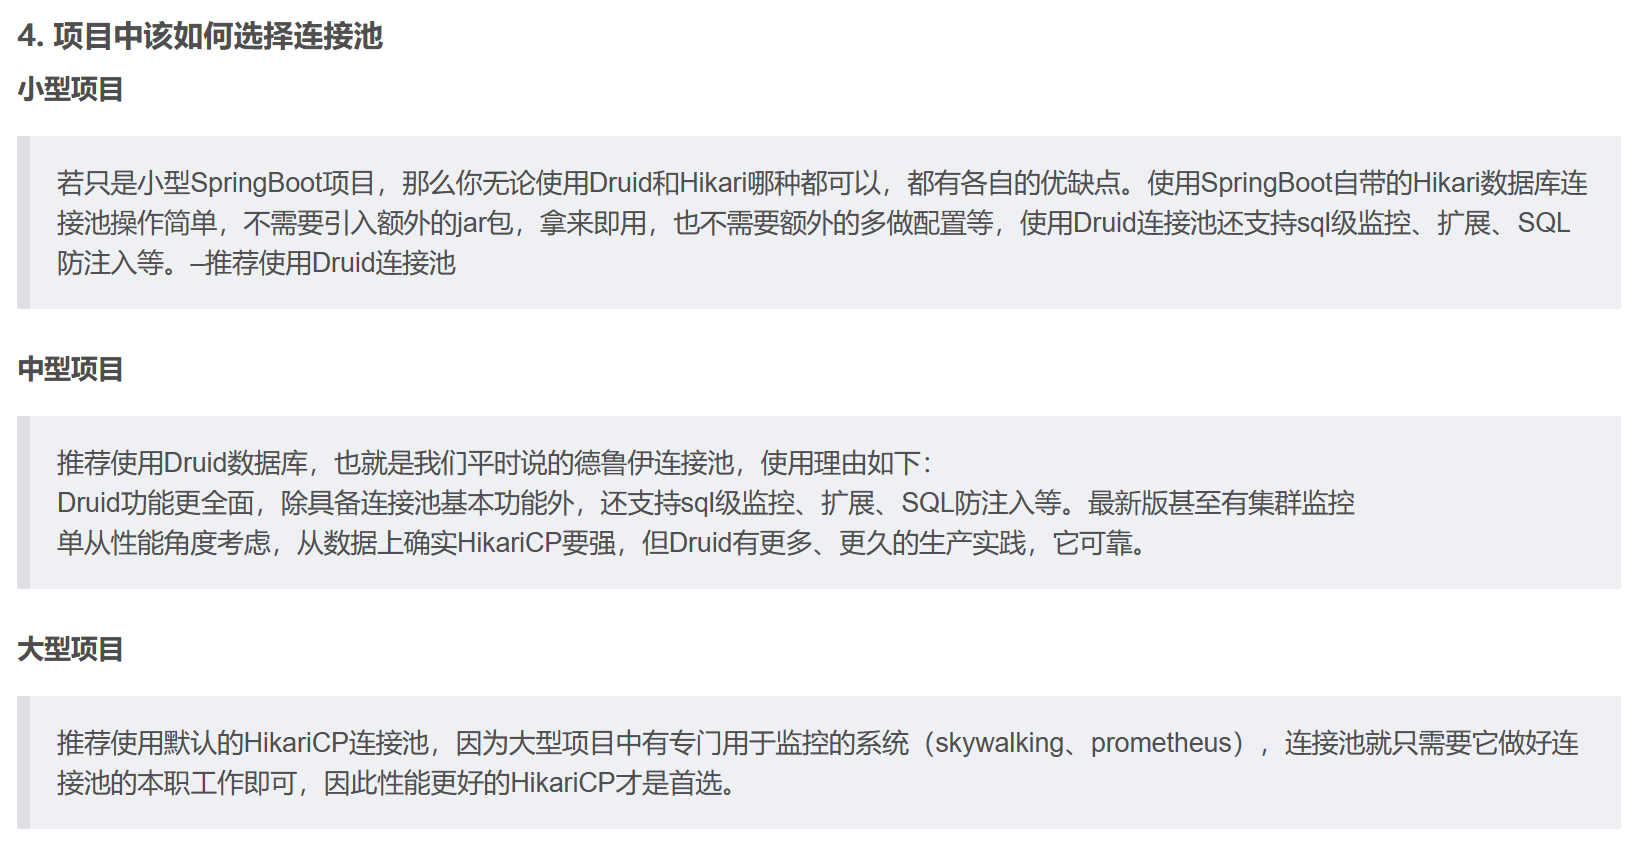 4. 项目中该如何选择连接池
小型项目
若只是小型SpringBoot项目，那么你无论使用Druid和Hikari哪种都可以，都有各自的优缺点。使用SpringBoot自带的Hikari数据库连
接池操作简单，不需要引入额外的jar包，拿来即用，也不需要额外的多做配置等，使用Druid连接池还支持sql级监控、扩展、SQL
防注入等。–推荐使用Druid连接池
中型项目
推荐使用Druid数据库，也就是我们平时说的德鲁伊连接池，使用理由如下：
Druid功能更全面，除具备连接池基本功能外，还支持sql级监控、扩展、SQL防注入等。最新版甚至有集群监控
单从性能角度考虑，从数据上确实HikariCP要强，但Druid有更多、更久的生产实践，它可靠。
大型项目
推荐使用默认的HikariCP连接池，因为大型项目中有专门用于监控的系统（skywalking、prometheus），连接池就只需要它做好连
接池的本职工作即可，因此性能更好的HikariCP才是首选。